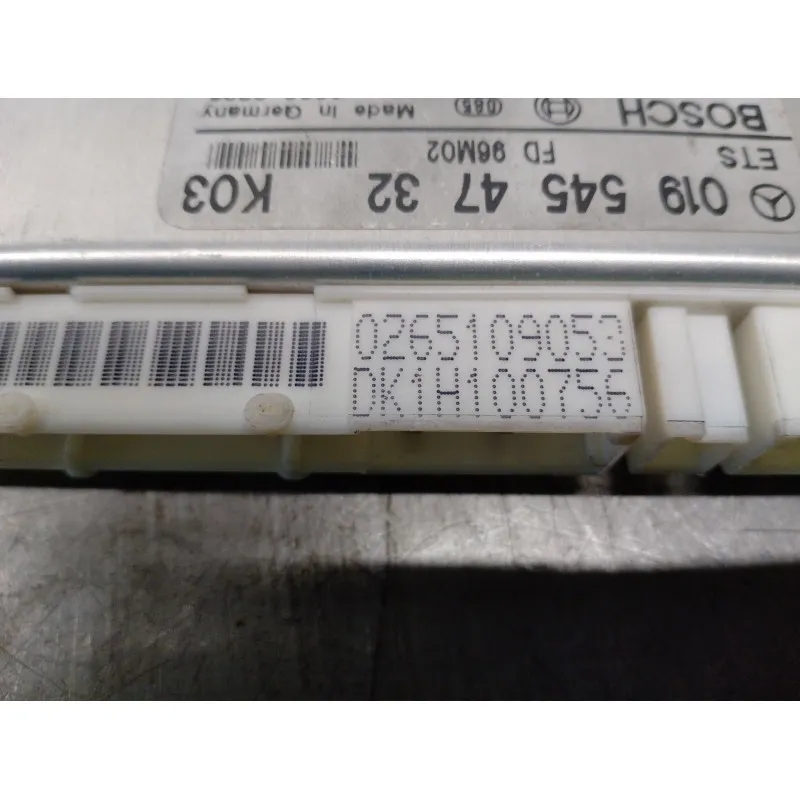 019 545 47 32 K03
ETS FD 96M02
BOSCH
Made in Germany
0265109053
DK1H100756